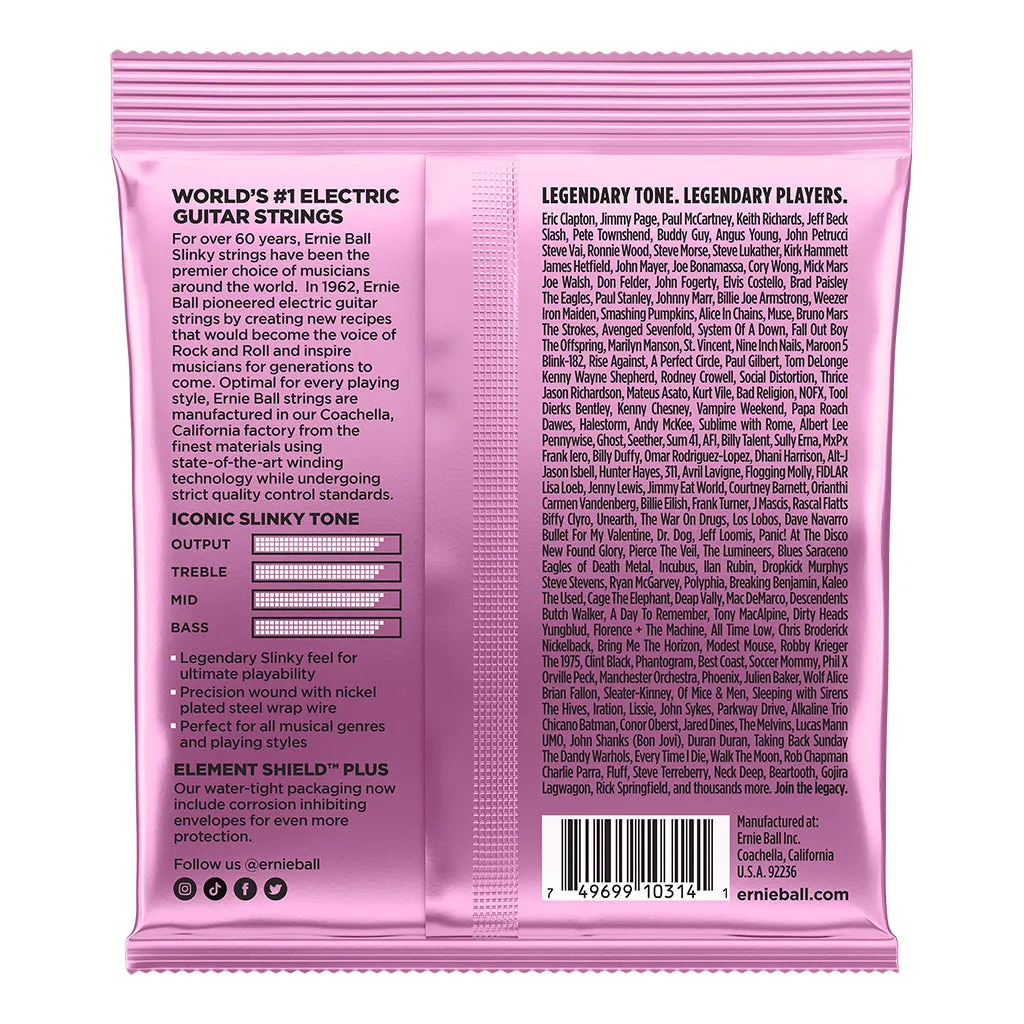 WORLD'S #1 ELECTRIC
GUITAR STRINGS
For over 60 years, Ernie Ball
Slinky strings have been the
premier choice of musicians
around the world. In 1962, Ernie
Ball pioneered electric guitar
strings by creating new recipes
that would become the voice of
Rock and Roll and inspire
musicians for generations to
come. Optimal for every playing
style, Ernie Ball strings are
manufactured in our Coachella,
California factory from the
finest materials using
state-of-the-art winding
technology while undergoing
strict quality control standards.
ICONIC SLINKY TONE
OUTPUT
TREBLE
MID
BASS
Legendary Slinky feel for
ultimate playability
Precision wound with nickel
plated steel wrap wire
Perfect for all musical genres
and playing styles
ELEMENT SHIELD™ PLUS
Our water-tight packaging now
include corrosion inhibiting
envelopes for even more
protection.
Follow us @ernieball
LEGENDARY TONE. LEGENDARY PLAYERS.
Eric Clapton, Jimmy Page, Paul McCartney, Keith Richards, Jeff Beck
Slash, Pete Townshend, Buddy Guy, Angus Young, John Petrucci
Steve Vai, Ronnie Wood, Steve Morse, Steve Lukather, Kirk Hammett
James Hetfield, John Mayer, Joe Bonamassa, Cory Wong, Mick Mars
Joe Walsh, Don Felder, John Fogerty, Elvis Costello, Brad Paisley
The Eagles, Paul Stanley, Johnny Marr, Billie Joe Armstrong, Weezer
Iron Maiden, Smashing Pumpkins, Alice In Chains, Muse, Bruno Mars
The Strokes, Avenged Sevenfold, System Of A Down, Fall Out Boy
The Offspring, Marilyn Manson, St. Vincent, Nine Inch Nails, Maroon 5
Blink-182, Rise Against, A Perfect Circle, Paul Gilbert, Tom DeLonge
Kenny Wayne Shepherd, Rodney Crowell, Social Distortion, Thrice
Jason Richardson, Mateus Asato, Kurt Vile, Bad Religion, NOFX, Tool
Dierks Bentley, Kenny Chesney, Vampire Weekend, Papa Roach
Dawes, Halestorm, Andy McKee, Sublime with Rome, Albert Lee
Pennywise, Ghost, Seether, Sum 41, AFI, Billy Talent, Sully Erna, MxPx
Frank Iero, Billy Duffy, Omar Rodriguez-Lopez, Dhani Harrison, Alt-J
Jason Isbell, Hunter Hayes, 311, Avril Lavigne, Flogging Molly, FIDLAR
Lisa Loeb, Jenny Lewis, Jimmy Eat World, Courtney Barnett, Orianthi
Carmen Vandenberg, Billie Eilish, Frank Turner, J Mascis, Rascal Flatts
Biffy Clyro, Unearth, The War On Drugs, Los Lobos, Dave Navarro
Bullet For My Valentine, Dr. Dog, Jeff Loomis, Panic! At The Disco
New Found Glory, Pierce The Veil, The Lumineers, Blues Saraceno
Eagles of Death Metal, Incubus, Ilan Rubin, Dropkick Murphys
Steve Stevens, Ryan McGarvey, Polyphia, Breaking Benjamin, Kaleo
The Used, Cage The Elephant, Deap Vally, Mac DeMarco, Descendents
Butch Walker, A Day To Remember, Tony MacAlpine, Dirty Heads
Yungblud, Florence + The Machine, All Time Low, Chris Broderick
Nickelback, Bring Me The Horizon, Modest Mouse, Robby Krieger
The 1975, Clint Black, Phantogram, Best Coast, Soccer Mommy, Phil X
Orville Peck, Manchester Orchestra, Phoenix, Julien Baker, Wolf Alice
Brian Fallon, Sleater-Kinney, Of Mice & Men, Sleeping with Sirens
The Hives, Iration, Lissie, John Sykes, Parkway Drive, Alkaline Trio
Chicano Batman, Conor Oberst, Jared Dines, The Melvins, Lucas Mann
UMO, John Shanks (Bon Jovi), Duran Duran, Taking Back Sunday
The Dandy Warhols, Every Time I Die, Walk The Moon, Rob Chapman
Charlie Parra, Fluff, Steve Terreberry, Neck Deep, Beartooth, Gojira
Lagwagon, Rick Springfield, and thousands more. Join the legacy.
7 49699 10314 1
Manufactured at:
Ernie Ball Inc.
Coachella, California
U.S.A. 92236
ernieball.com